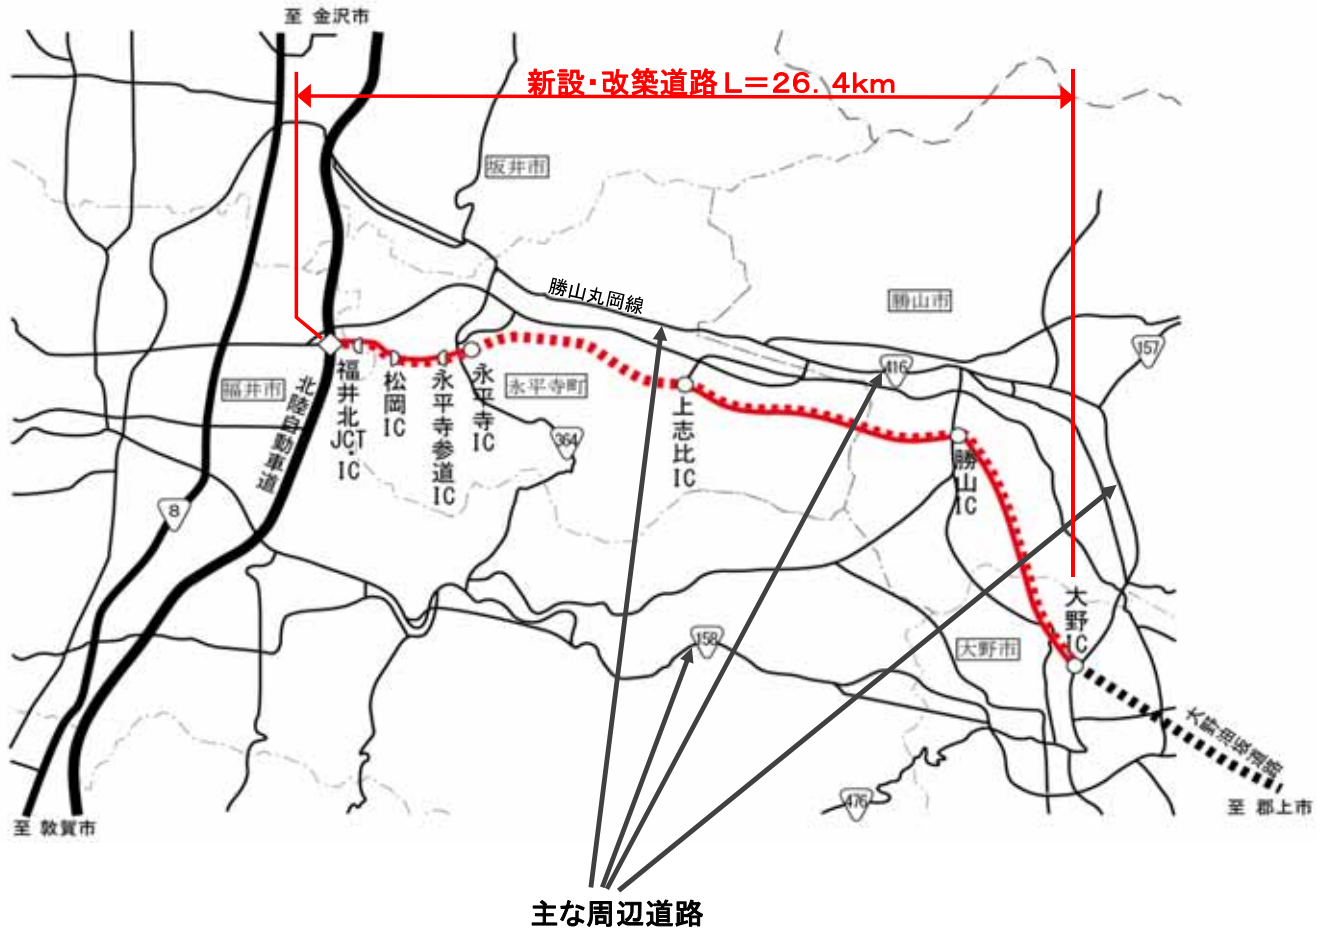 至 金沢市
新設・改築道路L=26.4km
坂井市
勝山丸岡線
勝山市
157
416
福井市
北陸自動車道
福井北JCT・IC
松岡IC
永平寺参道IC
永平寺IC
永平寺町
364
上志比IC
勝山IC
8
大野IC
158
大野市
大野油坂道路
476
至 郡上市
至 敦賀市
主な周辺道路